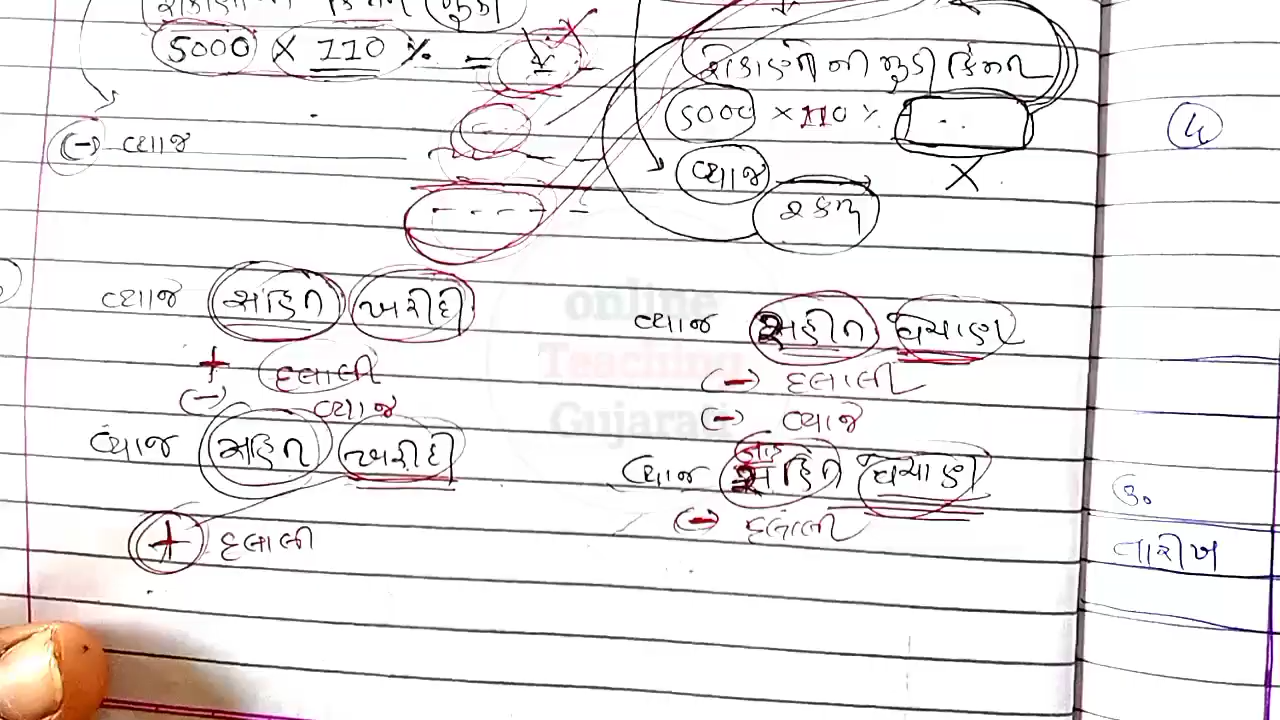 5000 X 110 % =
(-) વ્યાજ
રોકાણોની મુડી કિંમત
5000 x 110 %
વ્યાજ
રકમ
વ્યાજ સહિત ખરીદી
+ દલાલી
(-) વ્યાજ
વ્યાજ સહિત ખરીદી
+ દલાલી
વ્યાજ સહીત વેચાણ
(-) દલાલી
(-) વ્યાજ
વ્યાજ સહિત વેચાણ
(-) દલાલી
તારીખ
online
Teaching
Gujarati